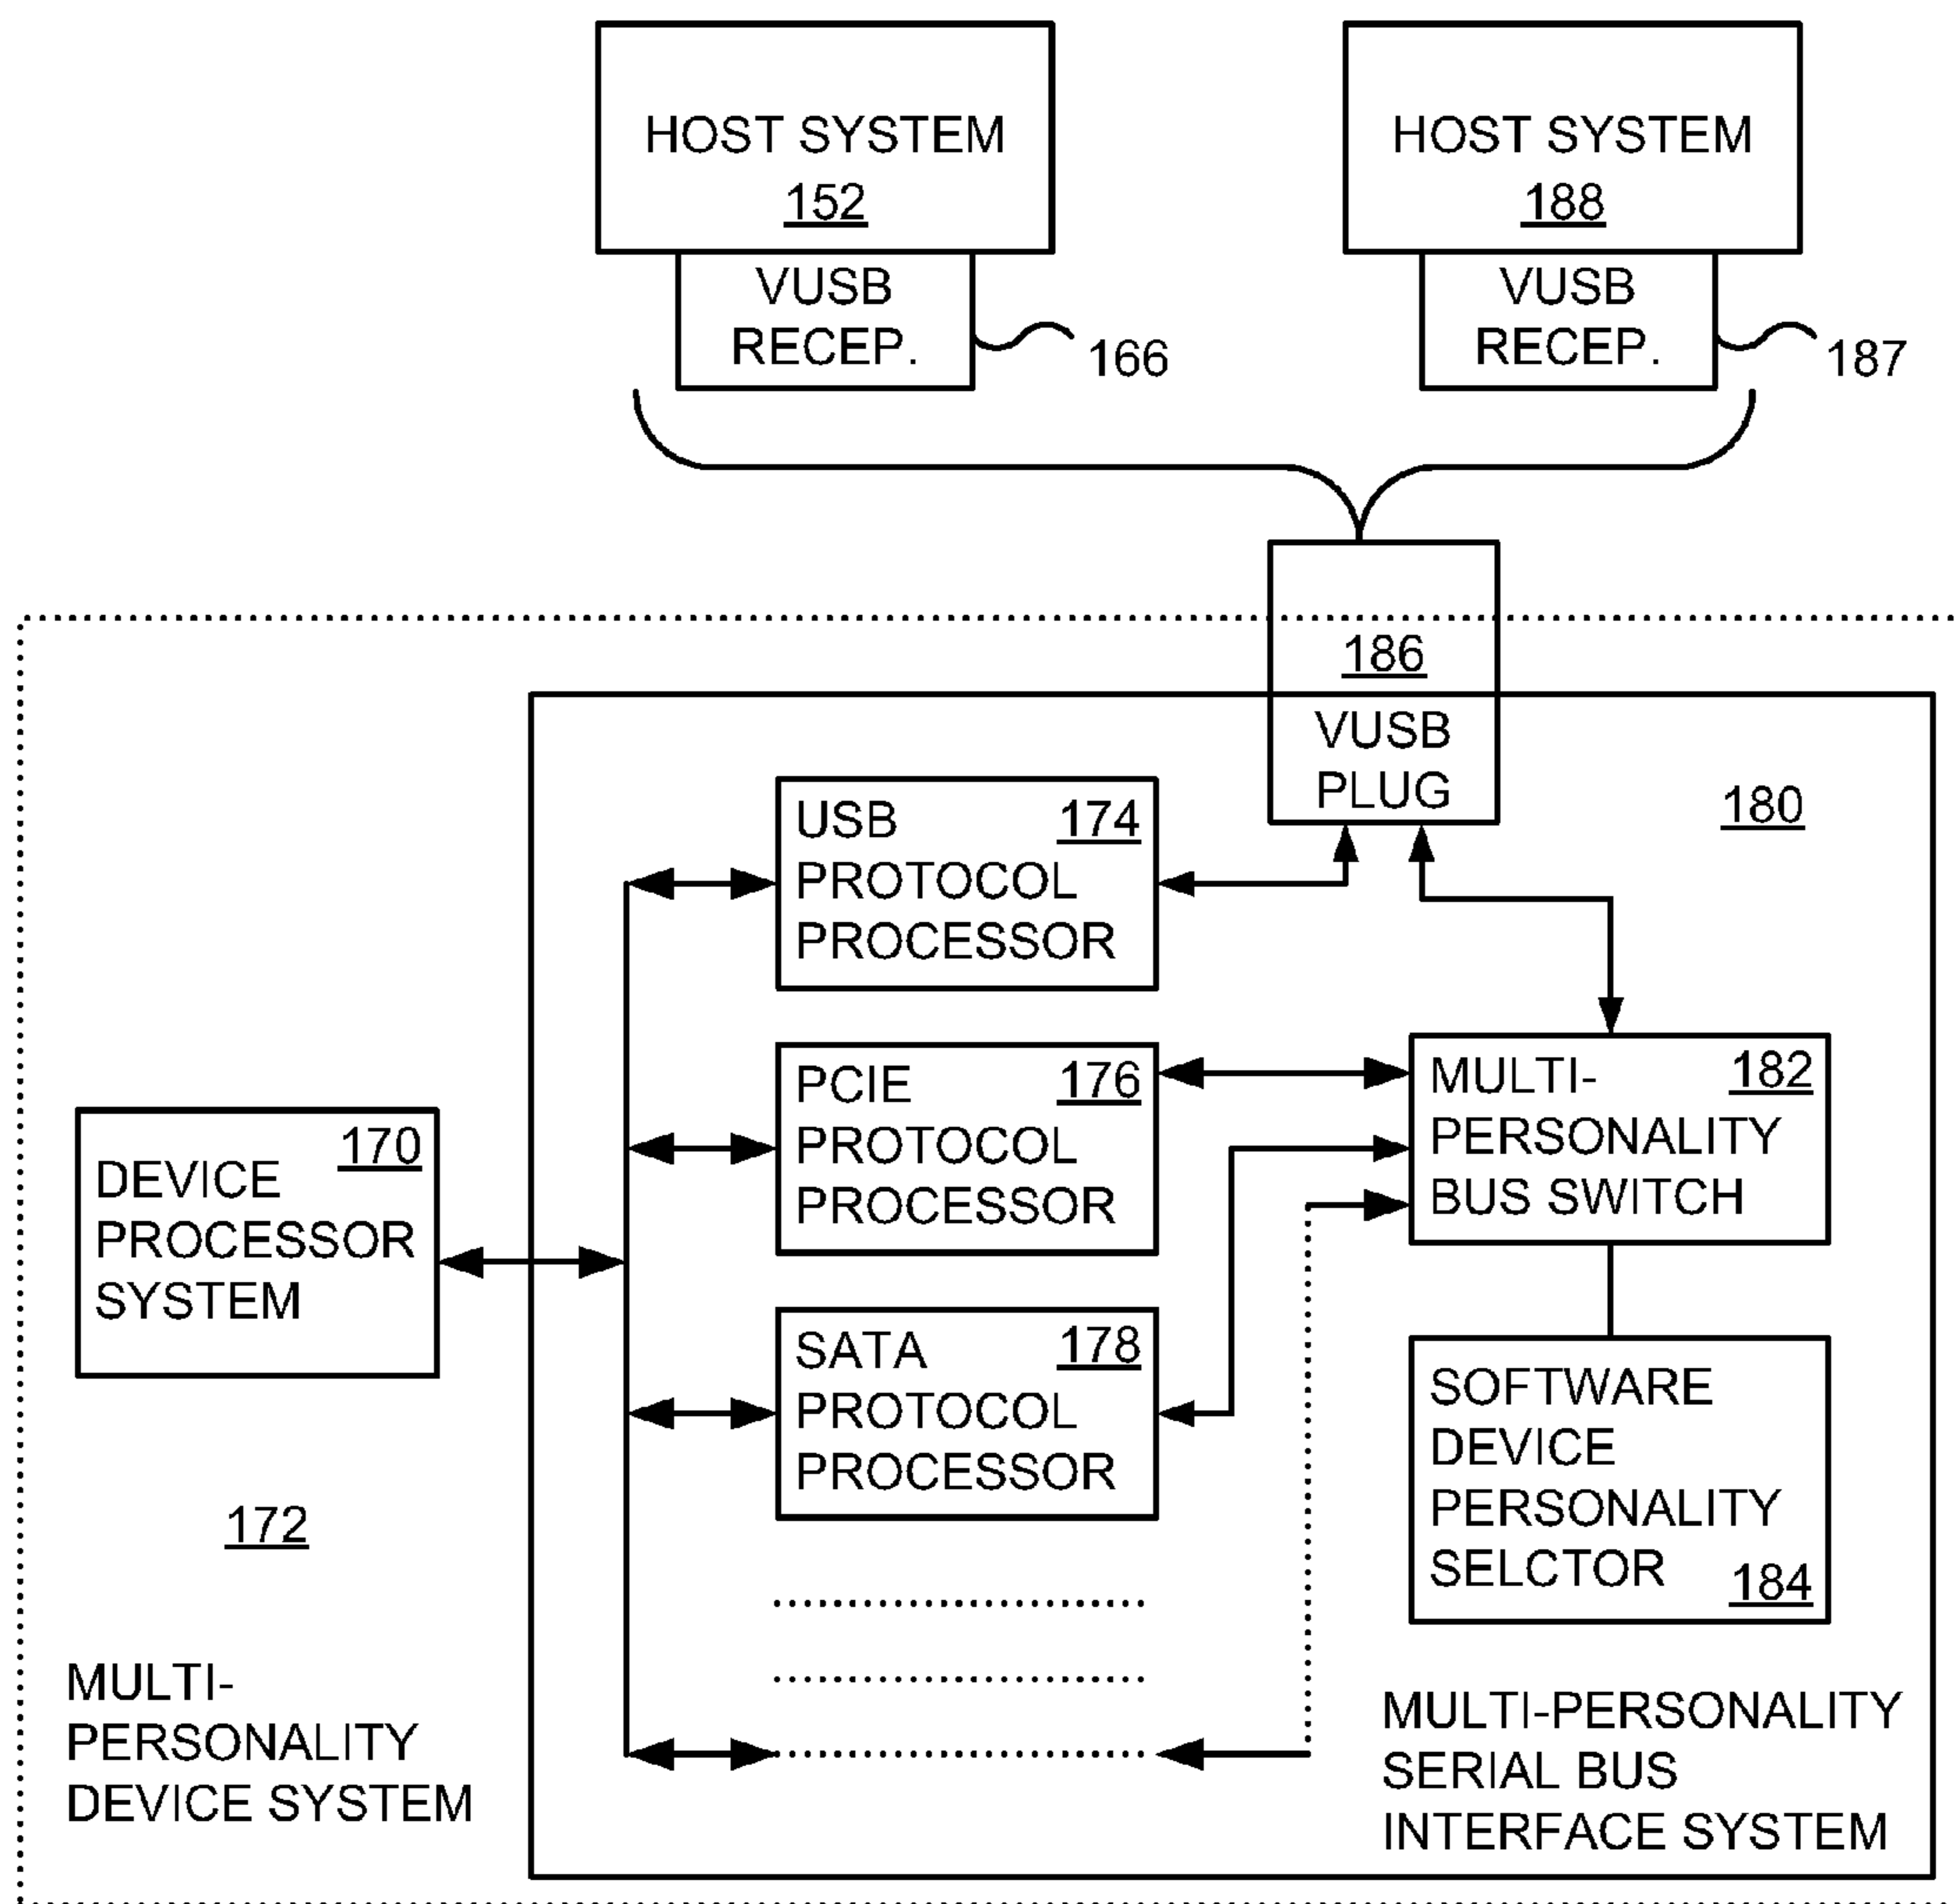 HOST SYSTEM
152
VUSB
RECEP.
166
HOST SYSTEM
188
VUSB
RECEP.
187
186
VUSB
PLUG
180
USB
174
PROTOCOL
PROCESSOR
PCIE
176
PROTOCOL
PROCESSOR
SATA
178
PROTOCOL
PROCESSOR
MULTI-
182
PERSONALITY
BUS SWITCH
SOFTWARE
DEVICE
PERSONALITY
SELCTOR
184
170
DEVICE
PROCESSOR
SYSTEM
172
MULTI-
PERSONALITY
DEVICE SYSTEM
MULTI-PERSONALITY
SERIAL BUS
INTERFACE SYSTEM